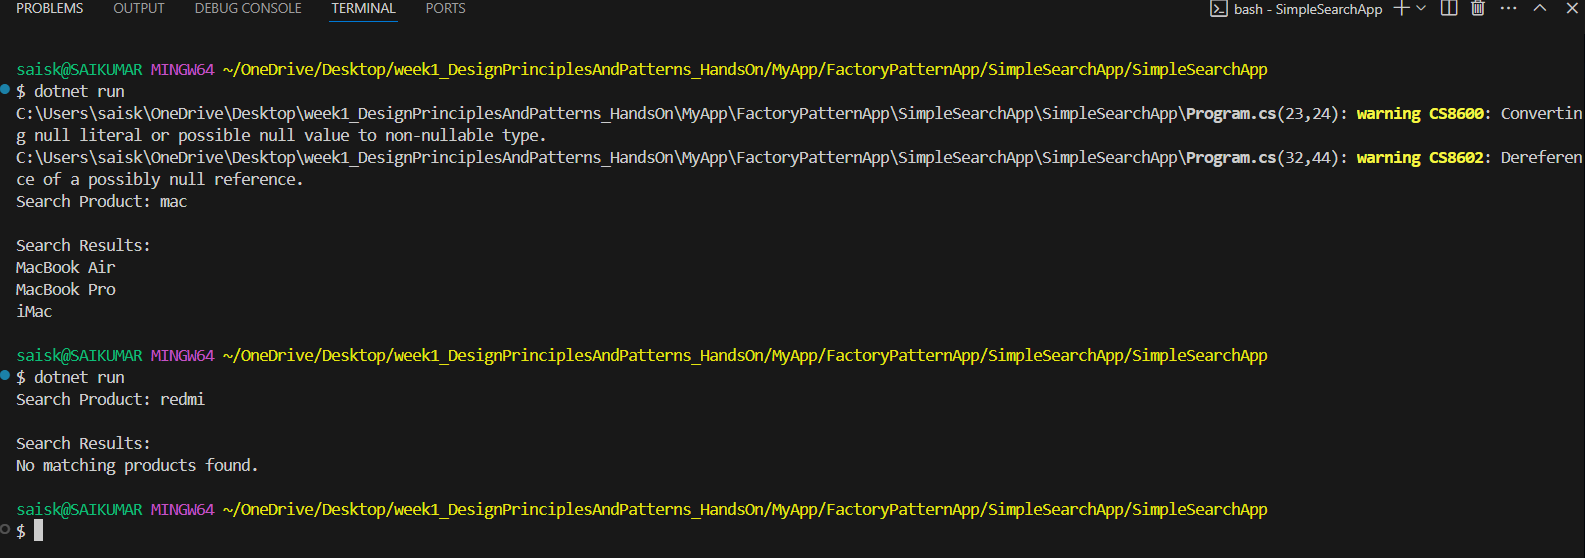 PROBLEMS OUTPUT DEBUG CONSOLE TERMINAL PORTS bash - SimpleSearchApp
saisk@SAIKUMAR MINGW64 ~/OneDrive/Desktop/week1_DesignPrinciplesAndPatterns_HandsOn/MyApp/FactoryPatternApp/SimpleSearchApp/SimpleSearchApp
$ dotnet run
C:\Users\saisk\OneDrive\Desktop\week1_DesignPrinciplesAndPatterns_HandsOn\MyApp\FactoryPatternApp\SimpleSearchApp\SimpleSearchApp\Program.cs(23,24): warning CS8600: Convertin
g null literal or possible null value to non-nullable type.
C:\Users\saisk\OneDrive\Desktop\week1_DesignPrinciplesAndPatterns_HandsOn\MyApp\FactoryPatternApp\SimpleSearchApp\SimpleSearchApp\Program.cs(32,44): warning CS8602: Dereferen
ce of a possibly null reference.
Search Product: mac
Search Results:
MacBook Air
MacBook Pro
iMac
saisk@SAIKUMAR MINGW64 ~/OneDrive/Desktop/week1_DesignPrinciplesAndPatterns_HandsOn/MyApp/FactoryPatternApp/SimpleSearchApp/SimpleSearchApp
$ dotnet run
Search Product: redmi
Search Results:
No matching products found.
saisk@SAIKUMAR MINGW64 ~/OneDrive/Desktop/week1_DesignPrinciplesAndPatterns_HandsOn/MyApp/FactoryPatternApp/SimpleSearchApp/SimpleSearchApp
$